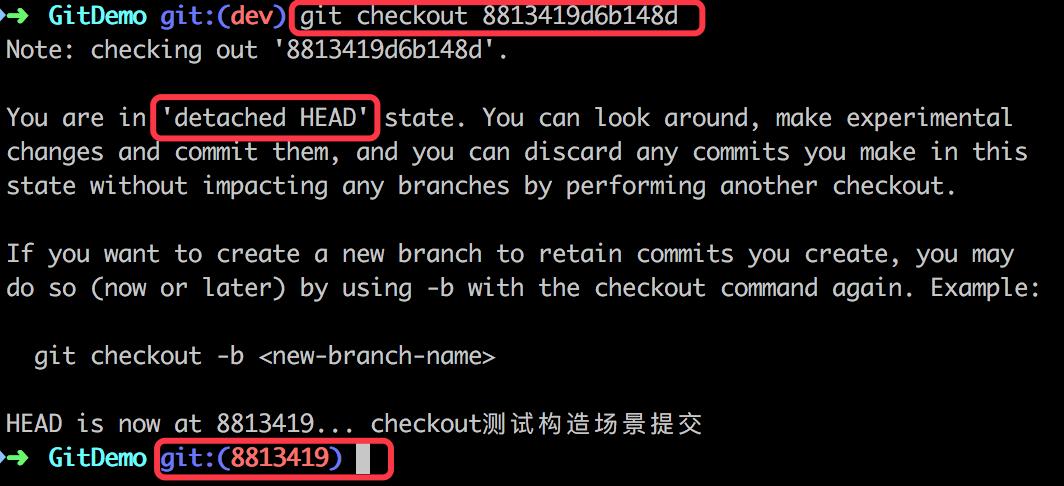 ➜ GitDemo git:(dev) git checkout 8813419d6b148d
Note: checking out '8813419d6b148d'.
You are in 'detached HEAD' state. You can look around, make experimental
changes and commit them, and you can discard any commits you make in this
state without impacting any branches by performing another checkout.
If you want to create a new branch to retain commits you create, you may
do so (now or later) by using -b with the checkout command again. Example:
git checkout -b <new-branch-name>
HEAD is now at 8813419... checkout测试构造场景提交
➜ GitDemo git:(8813419)